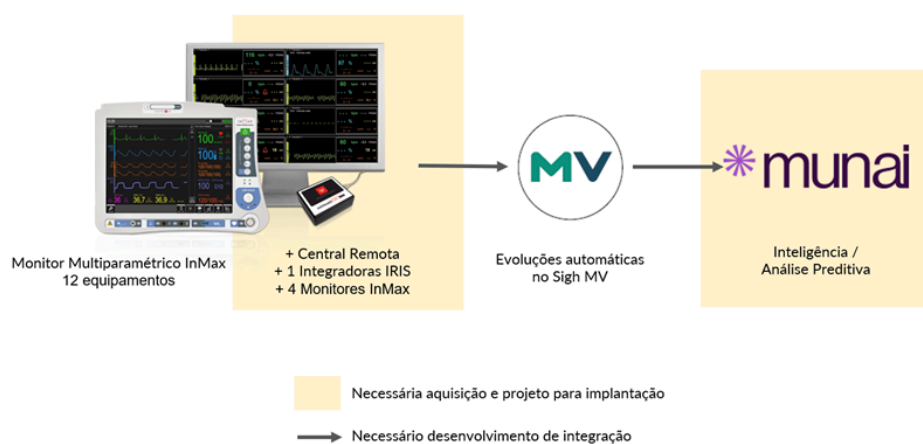 Monitor Multiparamétrico InMax
12 equipamentos
+ Central Remota
+ 1 Integradoras IRIS
+ 4 Monitores InMax
MV
Evoluções automáticas
no Sigh MV
munai
Inteligência /
Análise Preditiva
Necessária aquisição e projeto para implantação
Necessário desenvolvimento de integração